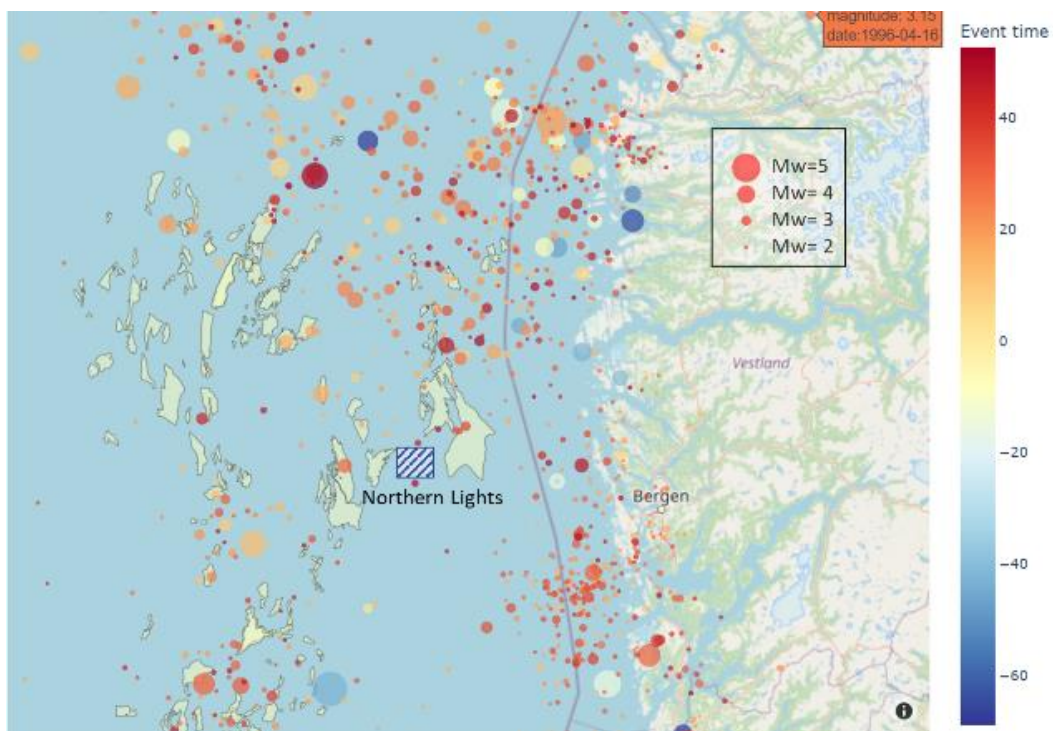 magnitude: 3.15
date:1996-04-16
Event time
40
20
0
−20
−40
−60
Mw=5
Mw= 4
Mw= 3
Mw= 2
Vestland
Northern Lights
Bergen
i